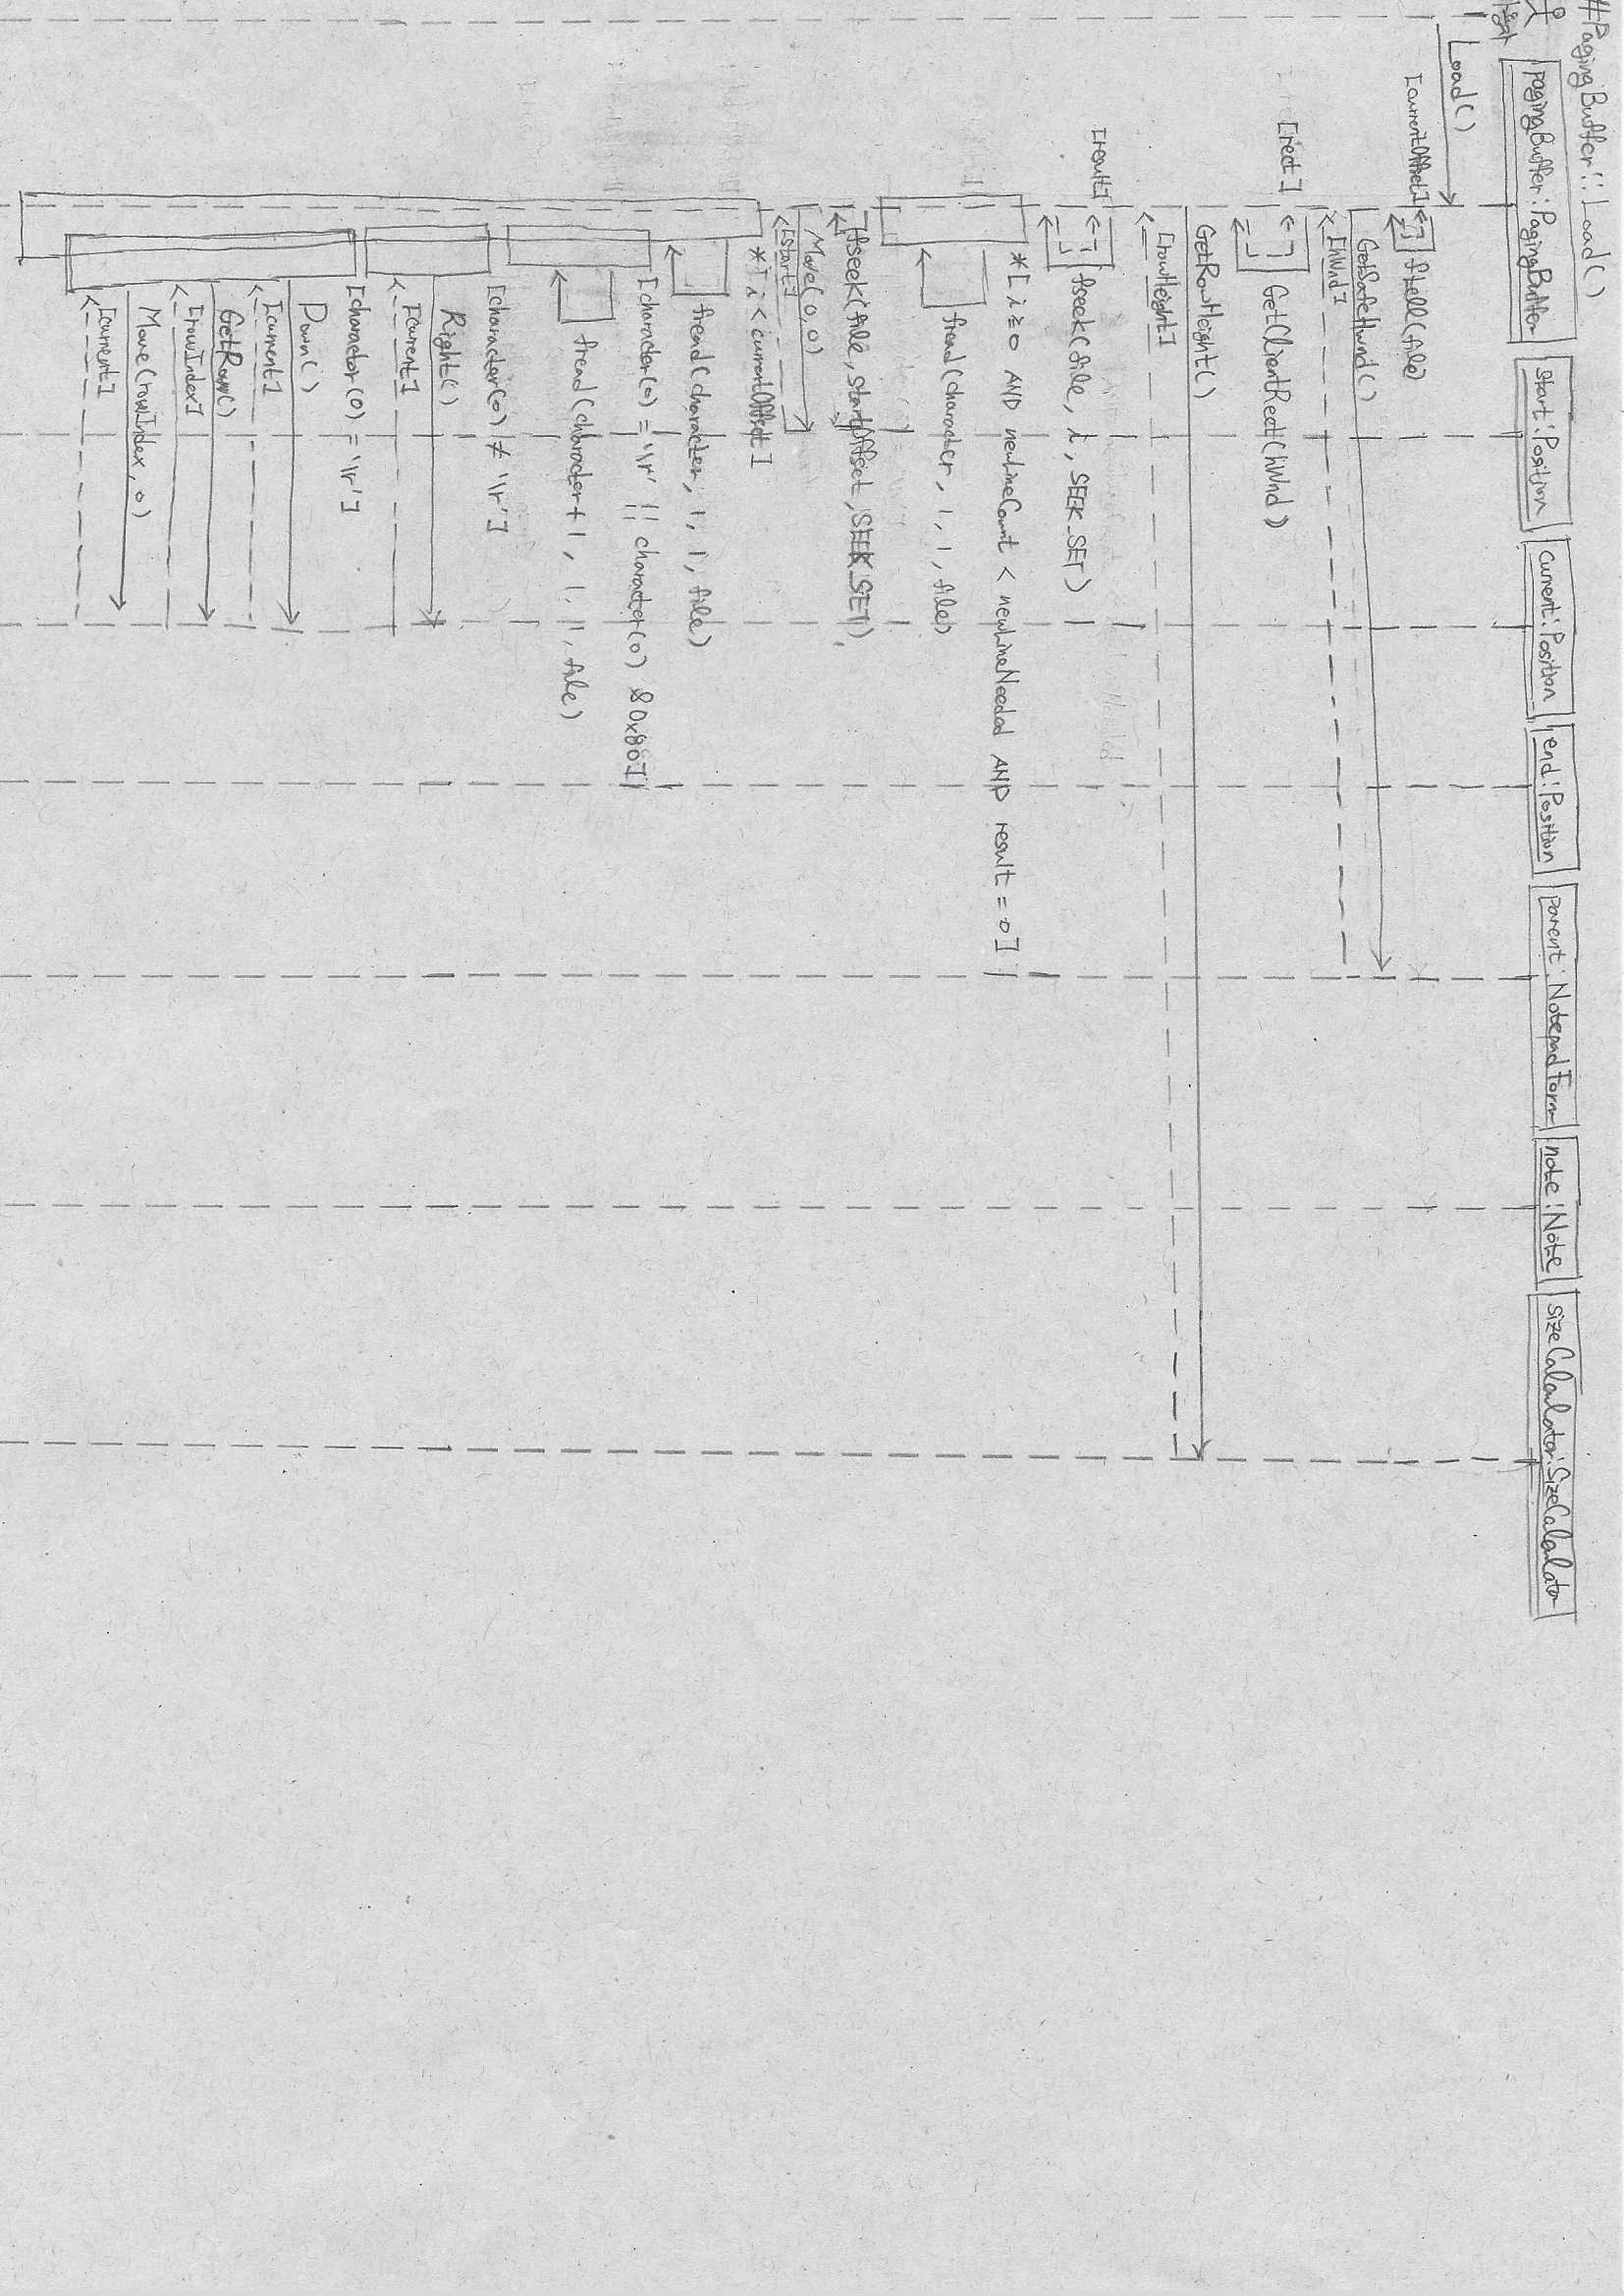 #PagingBuffer::Load()
pagingBuffer:PagingBuffer
start:Position
current:Position
end:Position
parent:NotepadForm
note:Note
sizeCalculator:SizeCalculator
사용자
Load()
[currentOffset]
ftell(file)
GetSafeHwnd()
[hWnd]
[rect]
GetClientRect(hWnd)
GetRowHeight()
[rowHeight]
[result]
fseek(file, i, SEEK_SET)
*[i≥0 AND newLineCount < newLineNeeded AND result = 0]
fread(character, 1, 1, file)
fseek(file, startOffset, SEEK_SET)
Move(0,0)
[start]
*[i < currentOffset]
fread(character, 1, 1, file)
[character(0) = '\r' || character(0) & 0x80]
fread(character+1, 1, 1, file)
[character(0) ≠ '\r']
Right()
[current]
[charactor(0) = '\r']
Down()
[current]
GetRow()
[rowIndex]
Move(rowIndex, 0)
[current]